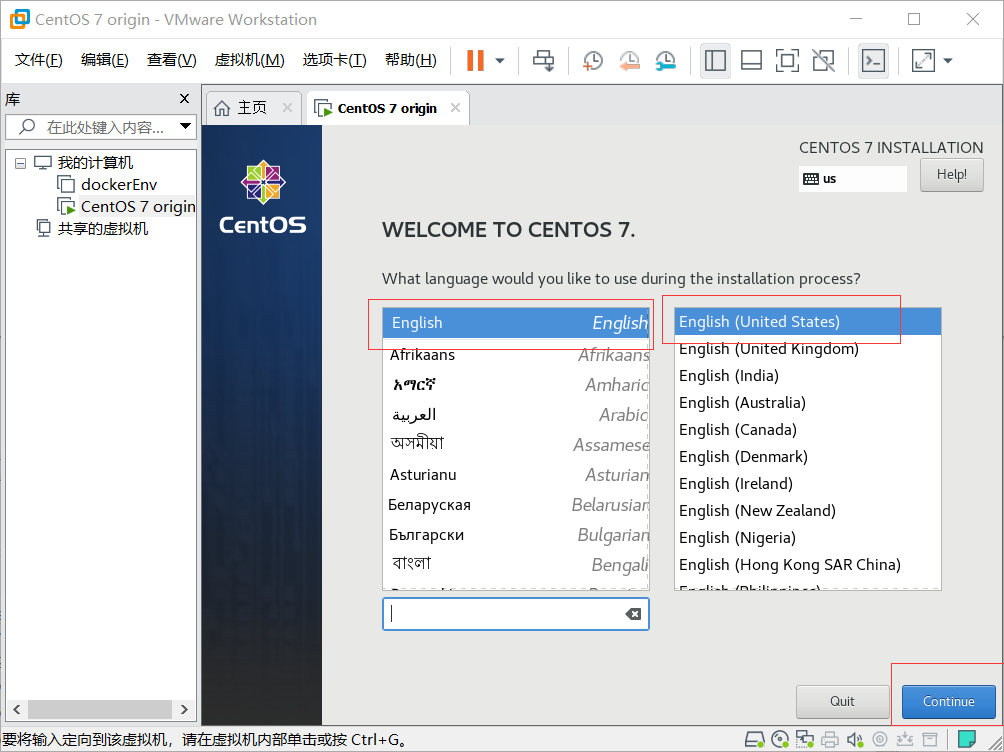 CentOS 7 origin - VMware Workstation
文件(F) 编辑(E) 查看(V) 虚拟机(M) 选项卡(T) 帮助(H)
库
在此处键入内容...
我的计算机
dockerEnv
CentOS 7 origin
共享的虚拟机
主页
CentOS 7 origin
CentOS
CENTOS 7 INSTALLATION
us
Help!
WELCOME TO CENTOS 7.
What language would you like to use during the installation process?
English English
Afrikaans Afrikaans
አማርኛ Amharic
العربية Arabic
অসমীয়া Assamese
Asturianu Asturian
Беларуская Belarusian
Български Bulgarian
বাংলা Bengali
English (United States)
English (United Kingdom)
English (India)
English (Australia)
English (Canada)
English (Denmark)
English (Ireland)
English (New Zealand)
English (Nigeria)
English (Hong Kong SAR China)
English (Philippines)
Quit
Continue
要将输入定向到该虚拟机，请在虚拟机内部单击或按 Ctrl+G。